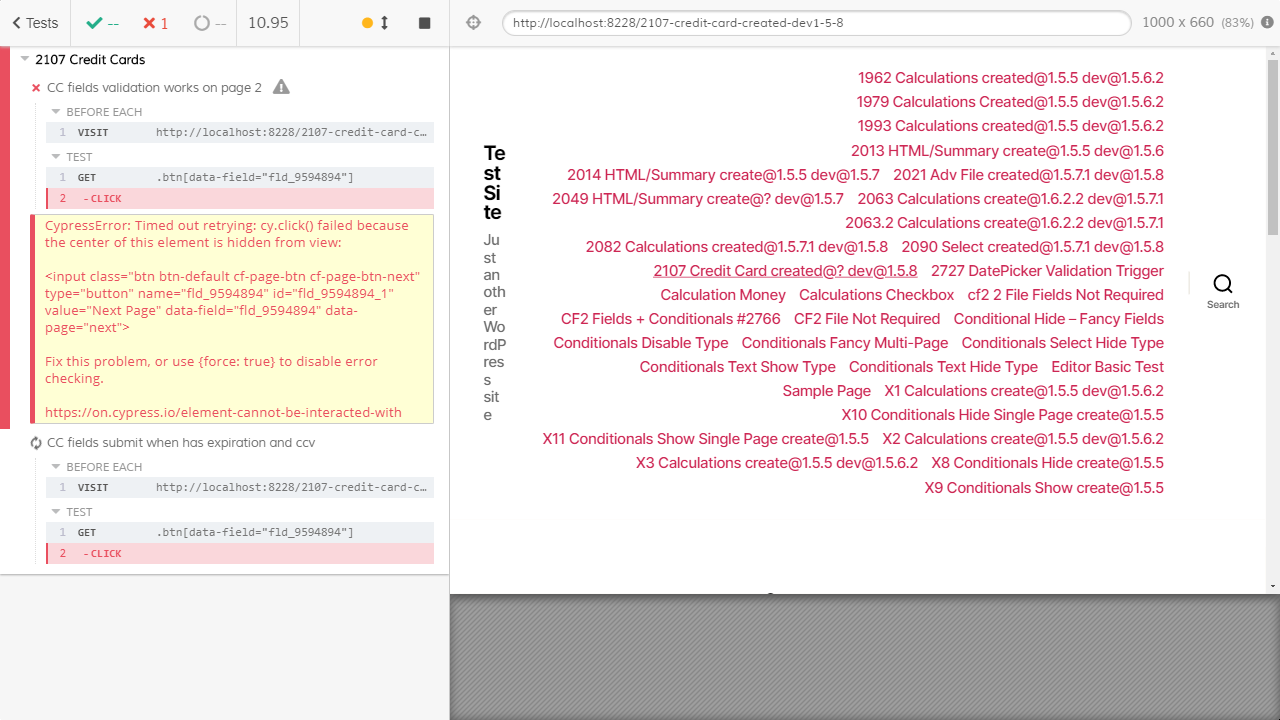 Tests
--
1
--
10.95
http://localhost:8228/2107-credit-card-created-dev1-5-8
1000 x 660 (83%)
2107 Credit Cards
CC fields validation works on page 2
BEFORE EACH
1 VISIT http://localhost:8228/2107-credit-card-c…
TEST
1 GET .btn[data-field="fld_9594894"]
2 - CLICK
CypressError: Timed out retrying: cy.click() failed because
the center of this element is hidden from view:
<input class="btn btn-default cf-page-btn cf-page-btn-next"
type="button" name="fld_9594894" id="fld_9594894_1"
value="Next Page" data-field="fld_9594894" data-
page="next">
Fix this problem, or use {force: true} to disable error
checking.
https://on.cypress.io/element-cannot-be-interacted-with
CC fields submit when has expiration and ccv
BEFORE EACH
1 VISIT http://localhost:8228/2107-credit-card-c…
TEST
1 GET .btn[data-field="fld_9594894"]
2 - CLICK
Te
st
Si
te
Ju
st
an
oth
er
Wo
rdP
res
s
sit
e
1962 Calculations created@1.5.5 dev@1.5.6.2
1979 Calculations Created@1.5.5 dev@1.5.6.2
1993 Calculations created@1.5.5 dev@1.5.6.2
2013 HTML/Summary create@1.5.5 dev@1.5.6
2014 HTML/Summary create@1.5.5 dev@1.5.7 2021 Adv File created@1.5.7.1 dev@1.5.8
2049 HTML/Summary create@? dev@1.5.7 2063 Calculations create@1.6.2.2 dev@1.5.7.1
2063.2 Calculations create@1.6.2.2 dev@1.5.7.1
2082 Calculations created@1.5.7.1 dev@1.5.8 2090 Select created@1.5.7.1 dev@1.5.8
2107 Credit Card created@? dev@1.5.8 2727 DatePicker Validation Trigger
Calculation Money Calculations Checkbox cf2 2 File Fields Not Required
CF2 Fields + Conditionals #2766 CF2 File Not Required Conditional Hide – Fancy Fields
Conditionals Disable Type Conditionals Fancy Multi-Page Conditionals Select Hide Type
Conditionals Text Show Type Conditionals Text Hide Type Editor Basic Test
Sample Page X1 Calculations create@1.5.5 dev@1.5.6.2
X10 Conditionals Hide Single Page create@1.5.5
X11 Conditionals Show Single Page create@1.5.5 X2 Calculations create@1.5.5 dev@1.5.6.2
X3 Calculations create@1.5.5 dev@1.5.6.2 X8 Conditionals Hide create@1.5.5
X9 Conditionals Show create@1.5.5
Search